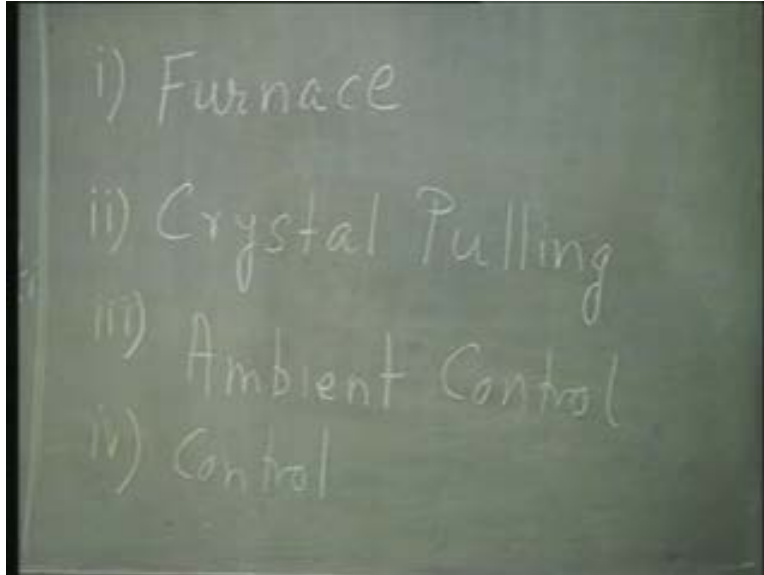 i) Furnace
ii) Crystal Pulling
iii) Ambient Control
iv) Control